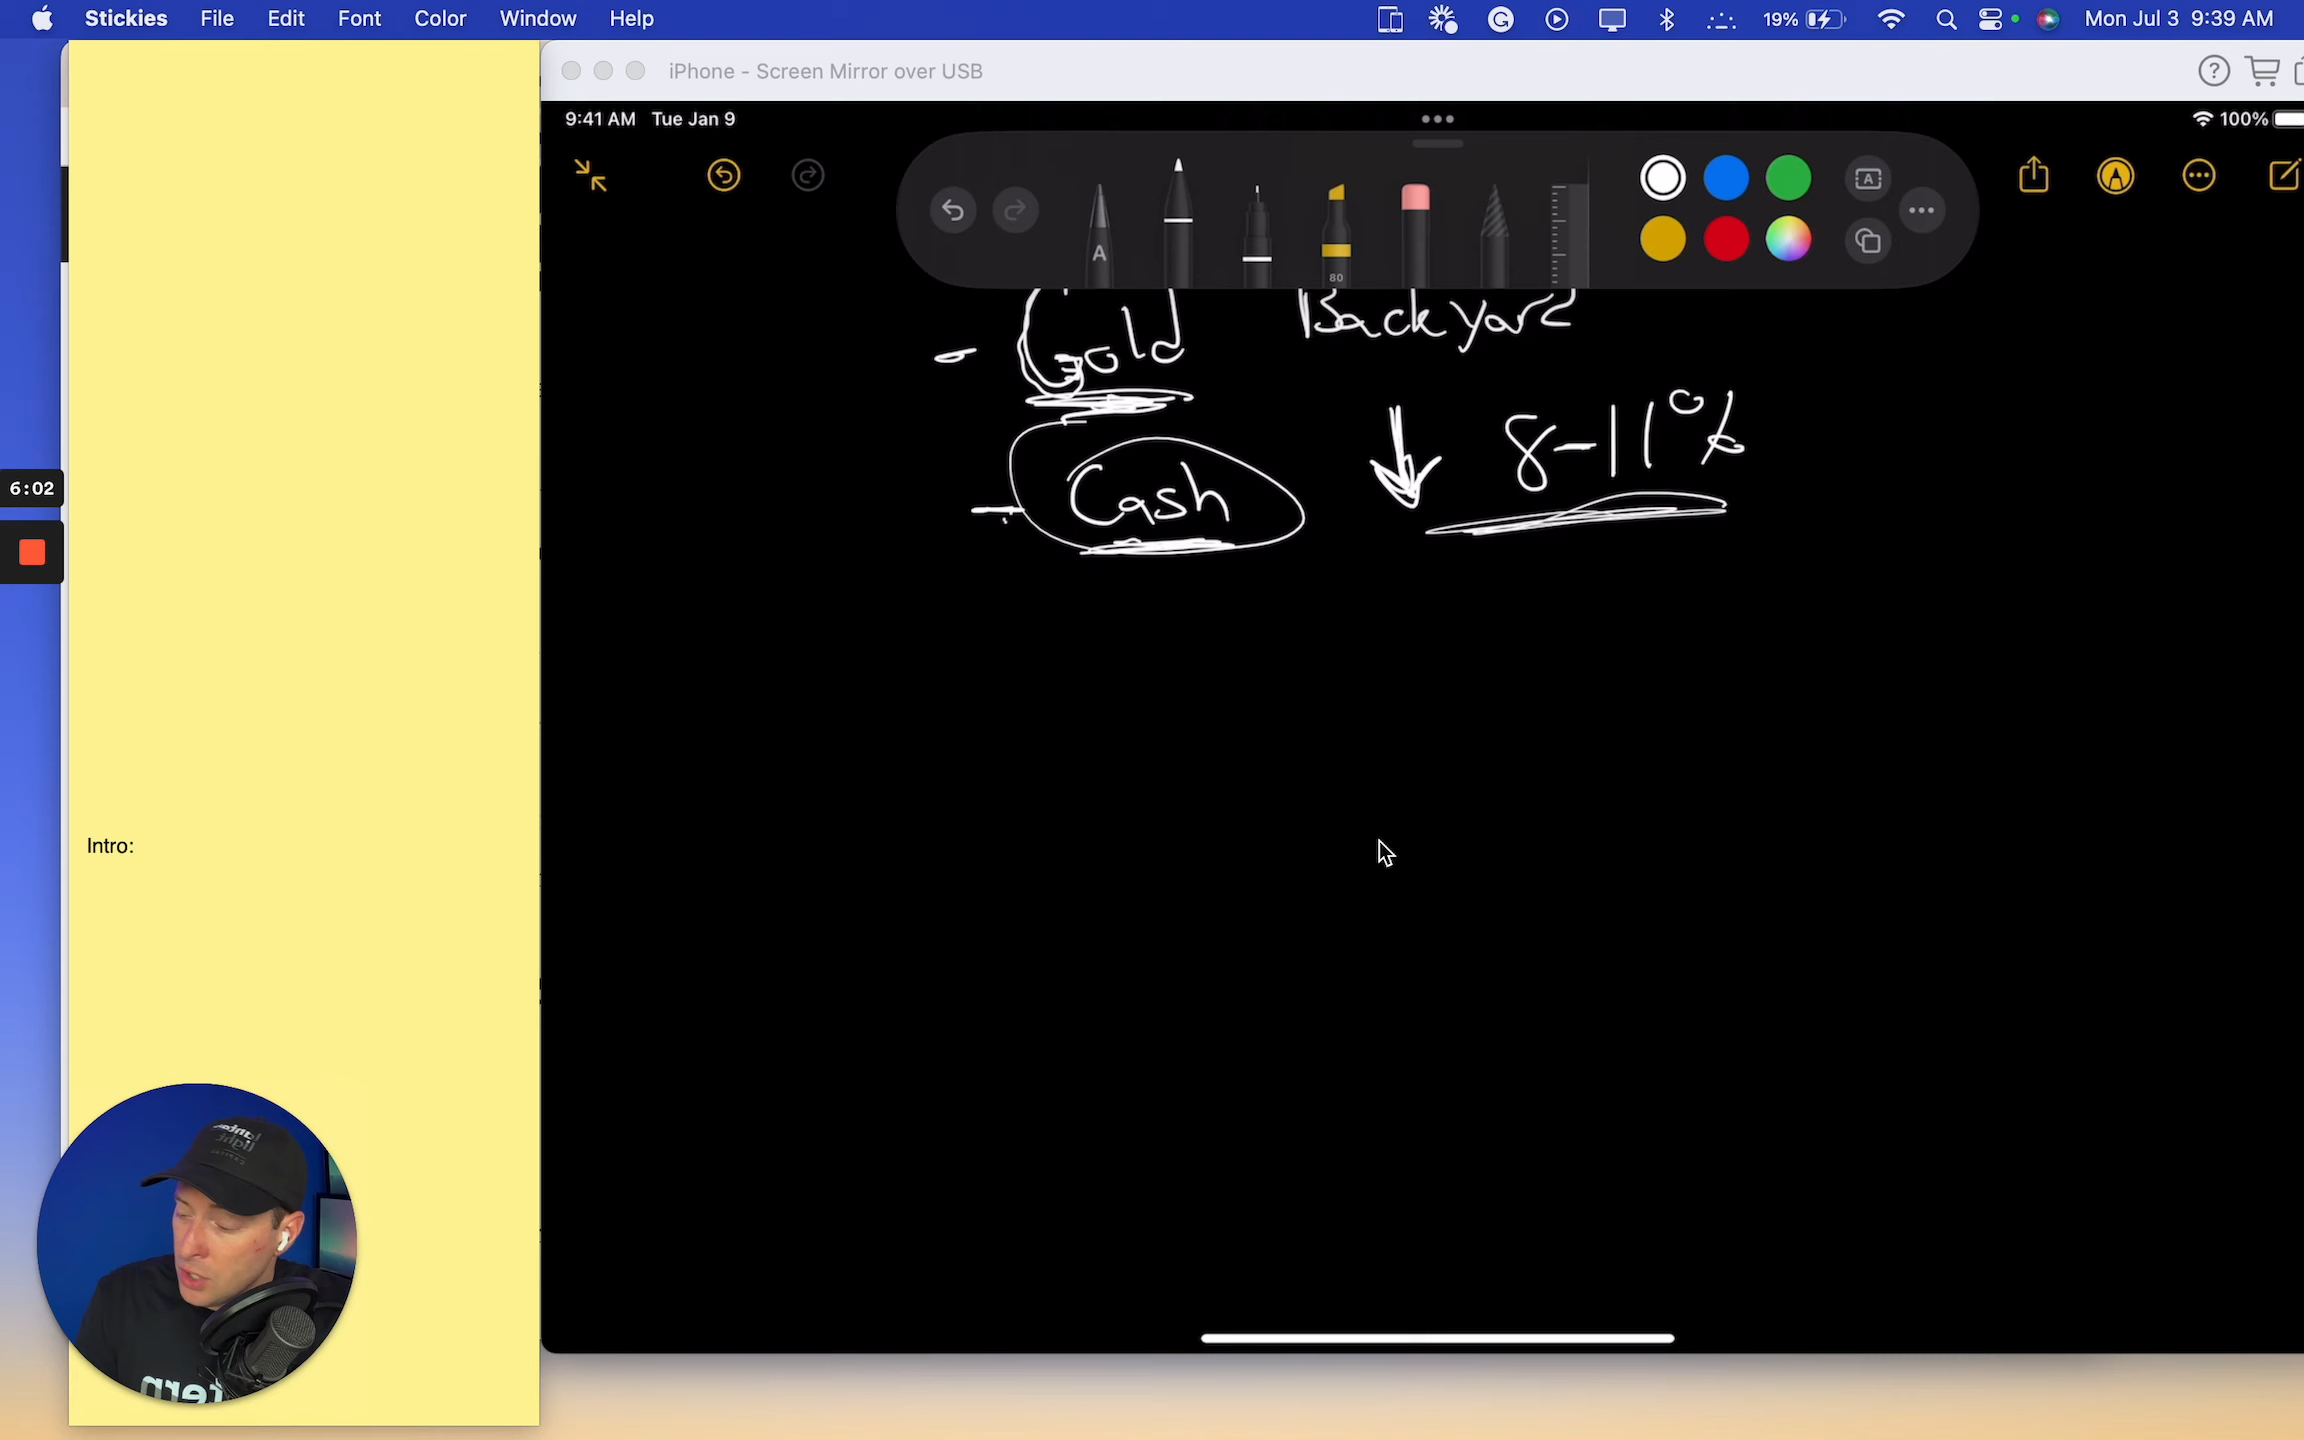 Stickies File Edit Font Color Window Help 19% Mon Jul 3 9:39 AM
iPhone - Screen Mirror over USB
9:41 AM Tue Jan 9 100%
A
80
A
- Gold Backyard
- Cash ↓ 8-11%
6:02
Intro: